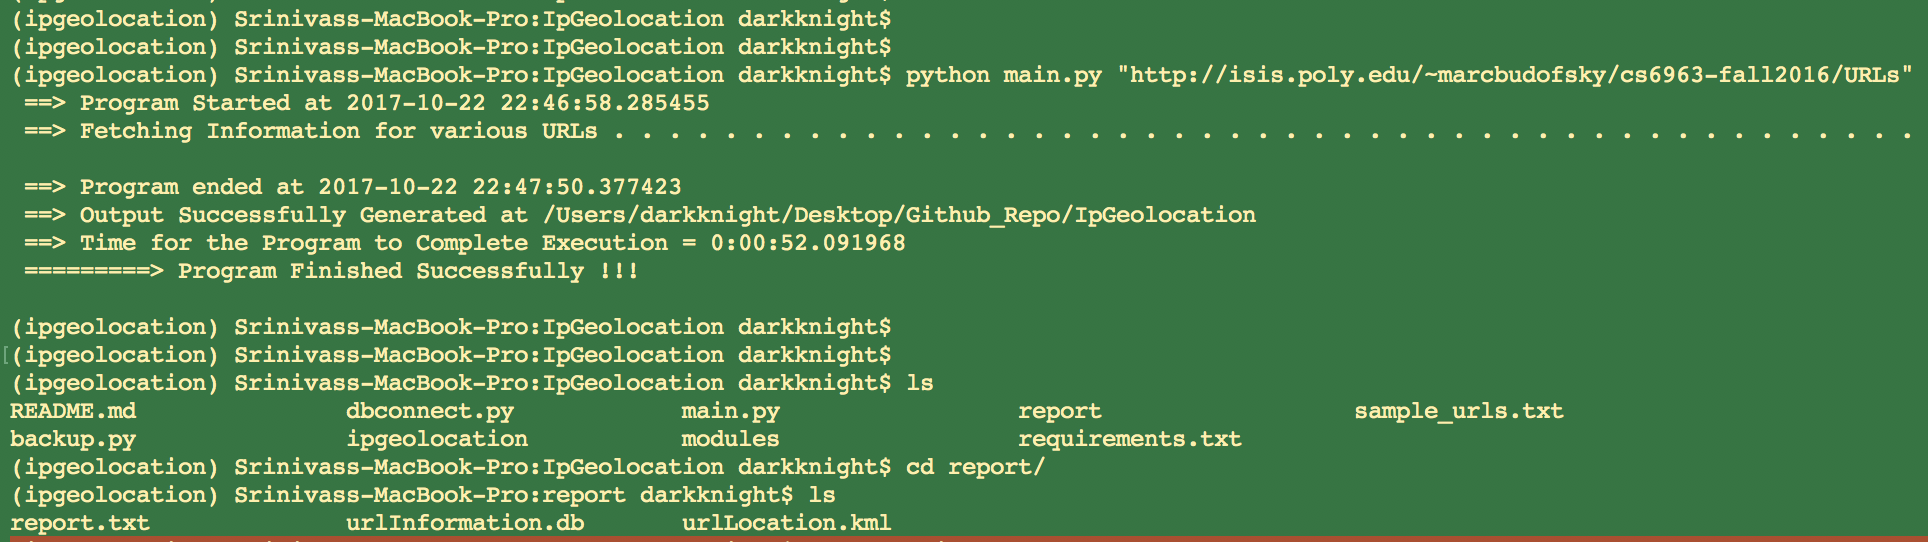 (ipgeolocation) Srinivass-MacBook-Pro:IpGeolocation darkknight$
(ipgeolocation) Srinivass-MacBook-Pro:IpGeolocation darkknight$
(ipgeolocation) Srinivass-MacBook-Pro:IpGeolocation darkknight$ python main.py "http://isis.poly.edu/~marcbudofsky/cs6963-fall2016/URLs"
==> Program Started at 2017-10-22 22:46:58.285455
==> Fetching Information for various URLs . . . . . . . . . . . . . . . . . . . . . . . . . . . . . . . . . . . . . . . . . . . . . . .
==> Program ended at 2017-10-22 22:47:50.377423
==> Output Successfully Generated at /Users/darkknight/Desktop/Github_Repo/IpGeolocation
==> Time for the Program to Complete Execution = 0:00:52.091968
=========> Program Finished Successfully !!!
(ipgeolocation) Srinivass-MacBook-Pro:IpGeolocation darkknight$
[(ipgeolocation) Srinivass-MacBook-Pro:IpGeolocation darkknight$
(ipgeolocation) Srinivass-MacBook-Pro:IpGeolocation darkknight$ ls
README.md dbconnect.py main.py report sample_urls.txt
backup.py ipgeolocation modules requirements.txt
(ipgeolocation) Srinivass-MacBook-Pro:IpGeolocation darkknight$ cd report/
(ipgeolocation) Srinivass-MacBook-Pro:report darkknight$ ls
report.txt urlInformation.db urlLocation.kml